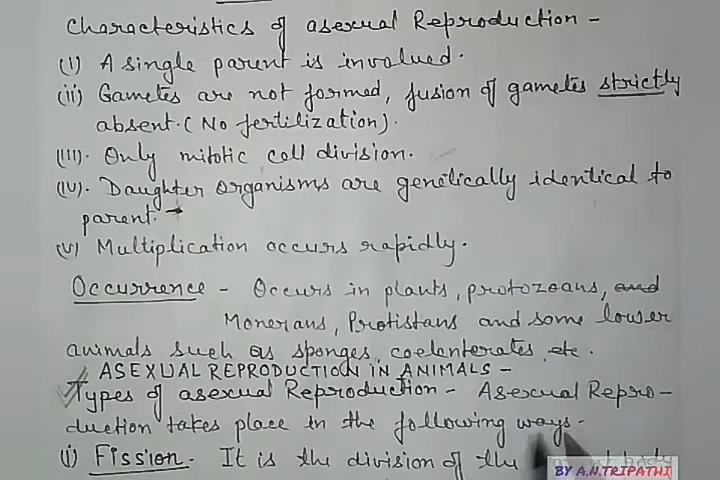 Characteristics of asexual Reproduction -
(i) A single parent is involued.
(ii) Gametes are not formed, fusion of gametes strictly
absent. (No fertilization).
(iii). Only mitotic cell division.
(iv). Daughter organisms are genetically identical to
parent. →
(v) Multiplication occurs rapidly.
Occurrence - Occurs in plants, protozoans, and
Monerans, Protistans and some lower
animals such as sponges, coelenterates, etc.
ASEXUAL REPRODUCTION IN ANIMALS -
Types of asexual Reproduction - Asexual Repro-
duction takes place in the following ways -
(i) Fission - It is the division of the body
BY A.N.TRIPATHI